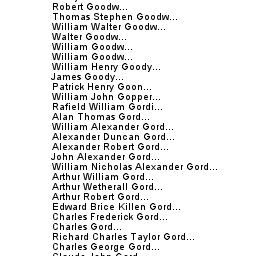 Robert Goodw...
Thomas Stephen Goodw...
William Walter Goodw...
Walter Goodw...
William Goodw...
William Goodw...
William Henry Goody...
James Goody...
Patrick Henry Goon...
William John Gopper...
Rafield William Gordi...
Alan Thomas Gord...
William Alexander Gord...
Alexander Duncan Gord...
Alexander Robert Gord...
John Alexander Gord...
William Nicholas Alexander Gord...
Arthur William Gord...
Arthur Wetherall Gord...
Arthur Robert Gord...
Edward Brice Killen Gord...
Charles Frederick Gord...
Charles Gord...
Richard Charles Taylor Gord...
Charles George Gord...
Claude John Gord...